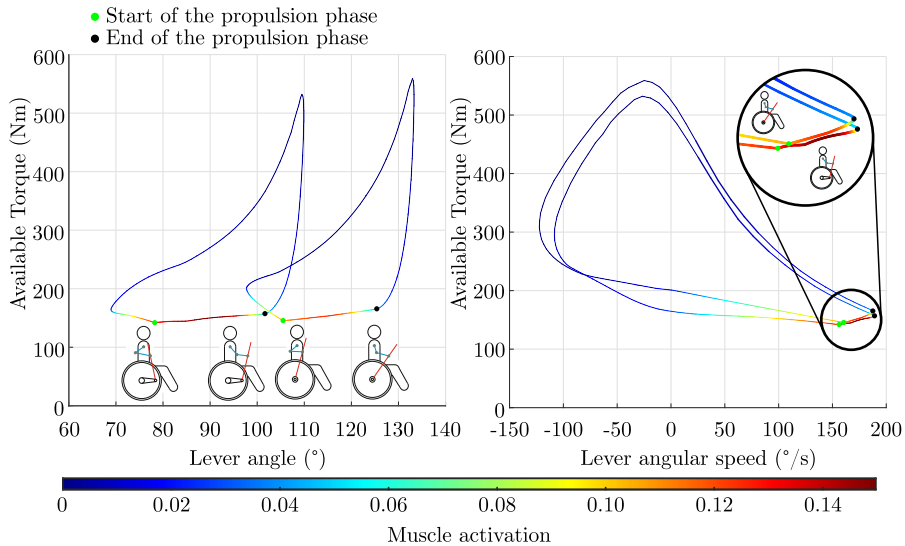 Start of the propulsion phase
End of the propulsion phase
Available Torque (Nm)
600
500
400
300
200
100
0
60 70 80 90 100 110 120 130 140
Lever angle (°)
Available Torque (Nm)
600
500
400
300
200
100
0
-150 -100 -50 0 50 100 150 200
Lever angular speed (°/s)
0 0.02 0.04 0.06 0.08 0.10 0.12 0.14
Muscle activation